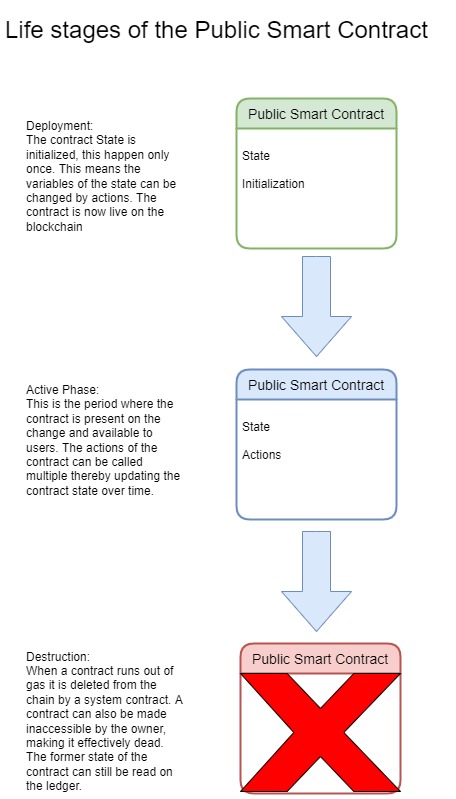 Life stages of the Public Smart Contract
Public Smart Contract
State
Initialization
Deployment:
The contract State is
initialized, this happen only
once. This means the
variables of the state can be
changed by actions. The
contract is now live on the
blockchain
Public Smart Contract
State
Actions
Active Phase:
This is the period where the
contract is present on the
change and available to
users. The actions of the
contract can be called
multiple thereby updating the
contract state over time.
Public Smart Contract
Destruction:
When a contract runs out of
gas it is deleted from the
chain by a system contract. A
contract can also be made
inaccessible by the owner,
making it effectively dead.
The former state of the
contract can still be read on
the ledger.